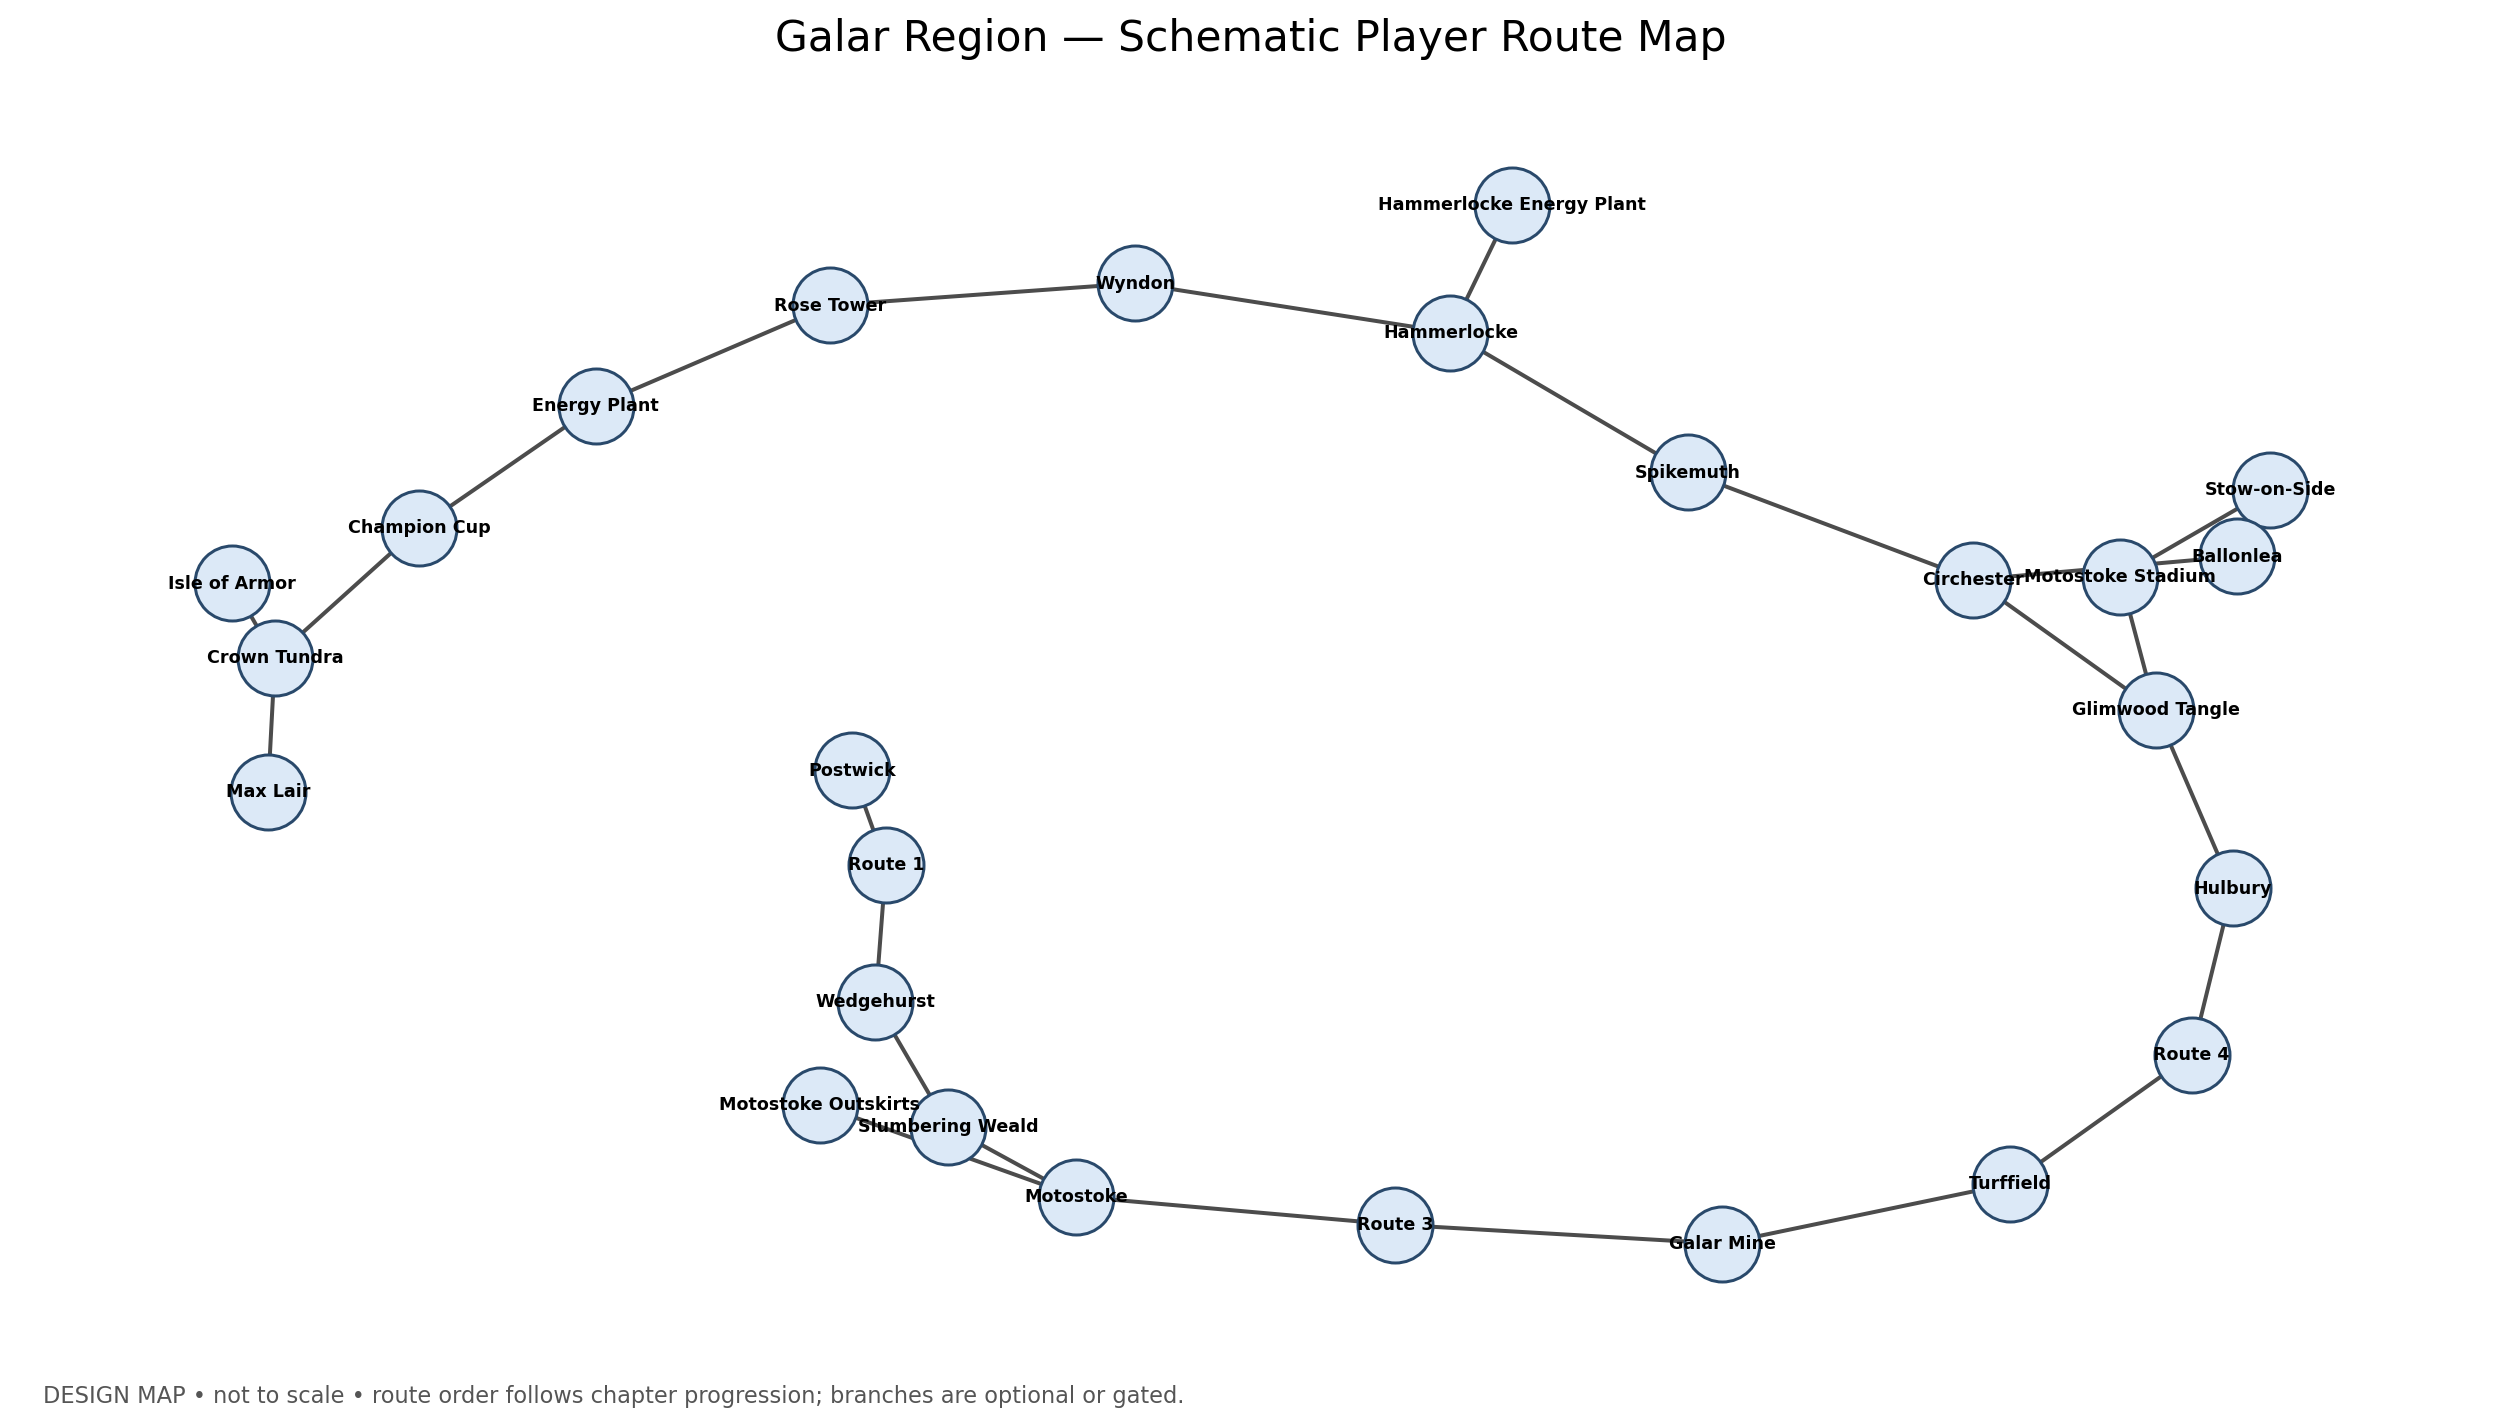 Galar Region — Schematic Player Route Map
Hammerlocke Energy Plant
Wyndon
Rose Tower
Hammerlocke
Energy Plant
Spikemuth
Stow-on-Side
Champion Cup
Ballonlea
Motostoke Stadium
Circhester
Isle of Armor
Crown Tundra
Glimwood Tangle
Postwick
Max Lair
Route 1
Hulbury
Wedgehurst
Route 4
Motostoke Outskirts
Slumbering Weald
Turffield
Motostoke
Route 3
Galar Mine
DESIGN MAP • not to scale • route order follows chapter progression; branches are optional or gated.